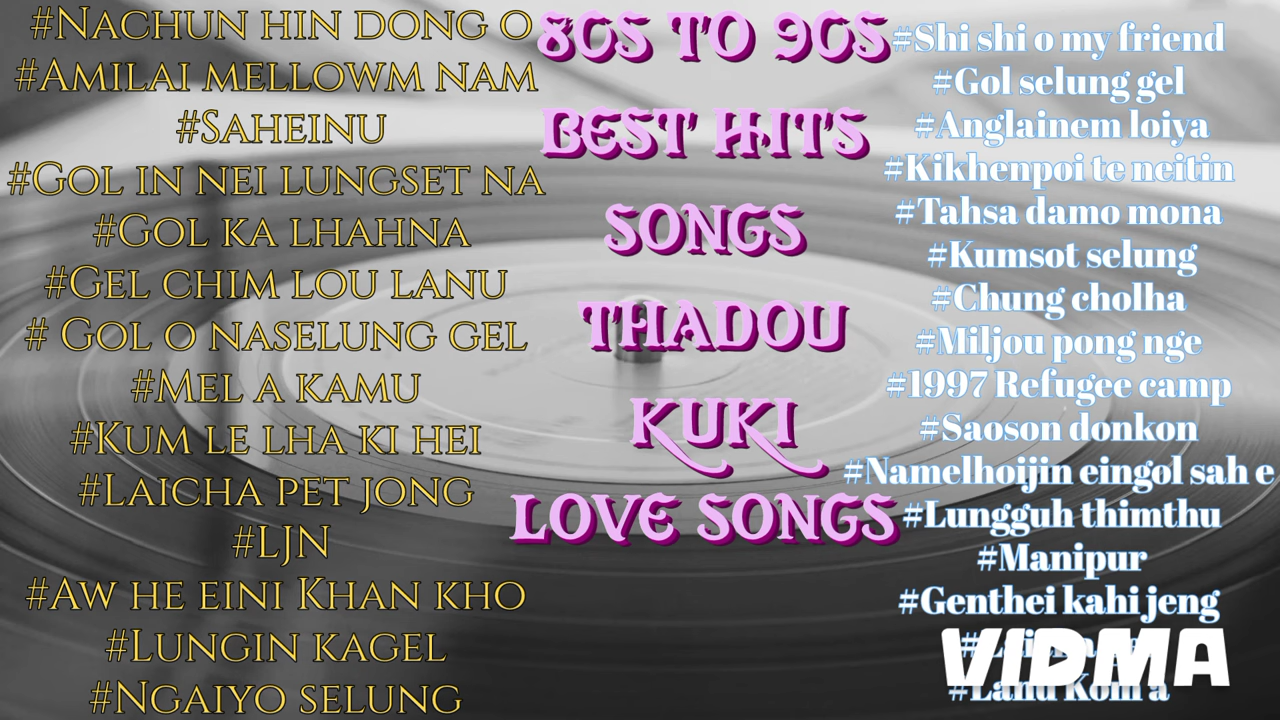 #Nachun hin dong o
#Amilai mellowm nam
#Saheinu
#Gol in nei lungset na
#Gol ka lhahna
#Gel chim lou lanu
# Gol o naselung gel
#Mel a kamu
#Kum le lha ki hei
#Laicha pet jong
#LJN
#Aw he eini Khan kho
#Lungin kagel
#Ngaiyo selung
80s to 90s
Best Hits
Songs
Thadou
Kuki
Love Songs
#Shi shi o my friend
#Gol selung gel
#Anglainem loiya
#Kikhenpoi te neitin
#Tahsa damo mona
#Kumsot selung
#Chung cholha
#Miljou pong nge
#1997 Refugee camp
#Saoson donkon
#Namelhoijin eingol sah e
#Lungguh thimthu
#Manipur
#Genthei kahi jeng
#Lanu Kom a
VIDMA